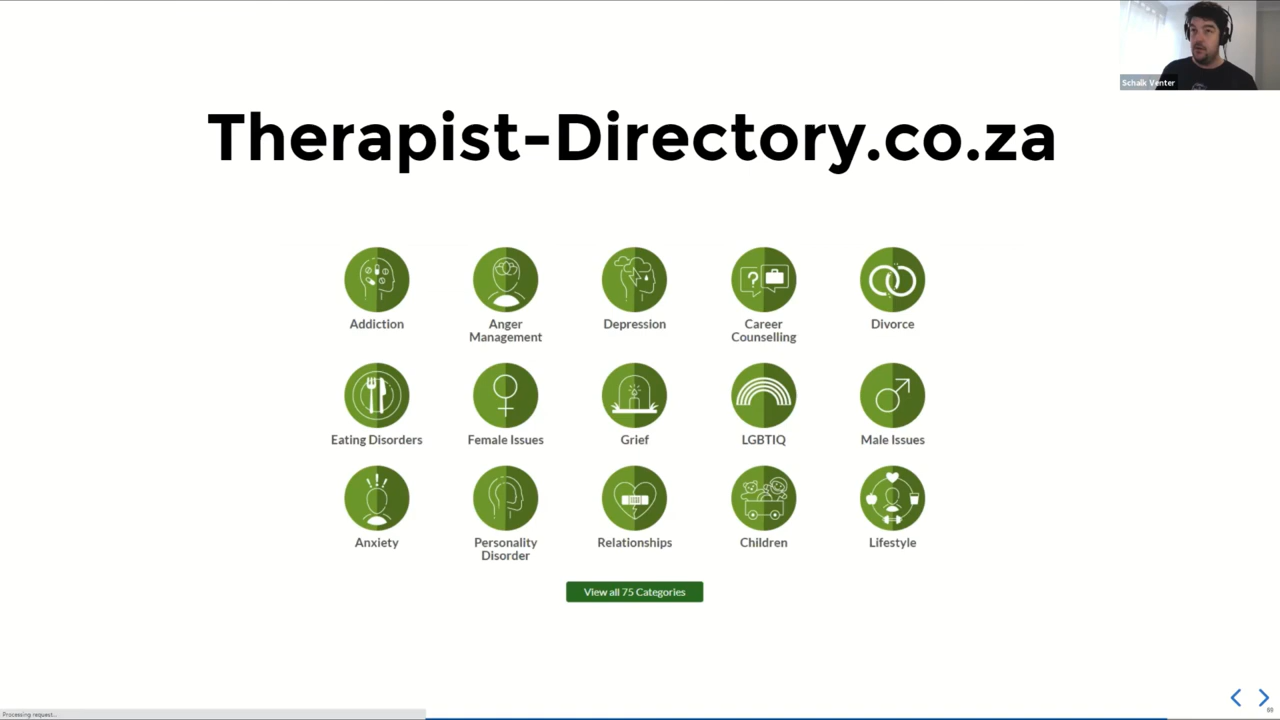 Schalk Venter
Therapist-Directory.co.za
Addiction
Anger
Management
Depression
?
Career
Counselling
Divorce
Eating Disorders
Female Issues
Grief
LGBTIQ
Male Issues
Anxiety
Personality
Disorder
Relationships
Children
Lifestyle
View all 75 Categories
Processing request...
88